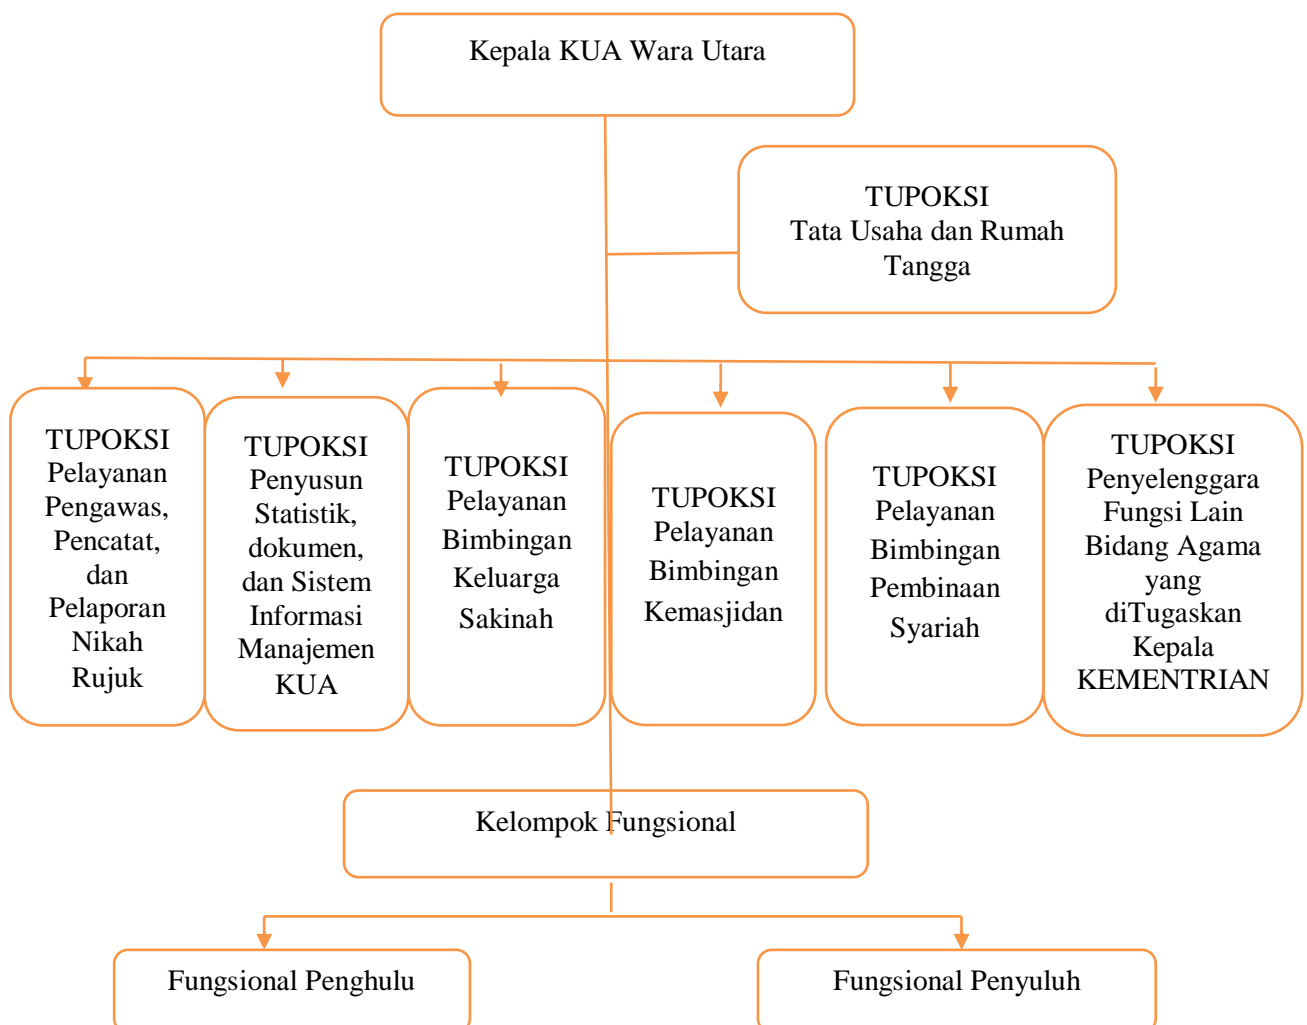 Kepala KUA Wara Utara
TUPOKSI
Tata Usaha dan Rumah
Tangga
TUPOKSI
Pelayanan
Pengawas,
Pencatat,
dan
Pelaporan
Nikah
Rujuk
TUPOKSI
Penyusun
Statistik,
dokumen,
dan Sistem
Informasi
Manajemen
KUA
TUPOKSI
Pelayanan
Bimbingan
Keluarga
Sakinah
TUPOKSI
Pelayanan
Bimbingan
Kemasjidan
TUPOKSI
Pelayanan
Bimbingan
Pembinaan
Syariah
TUPOKSI
Penyelenggara
Fungsi Lain
Bidang Agama
yang
diTugaskan
Kepala
KEMENTRIAN
Kelompok Fungsional
Fungsional Penghulu
Fungsional Penyuluh